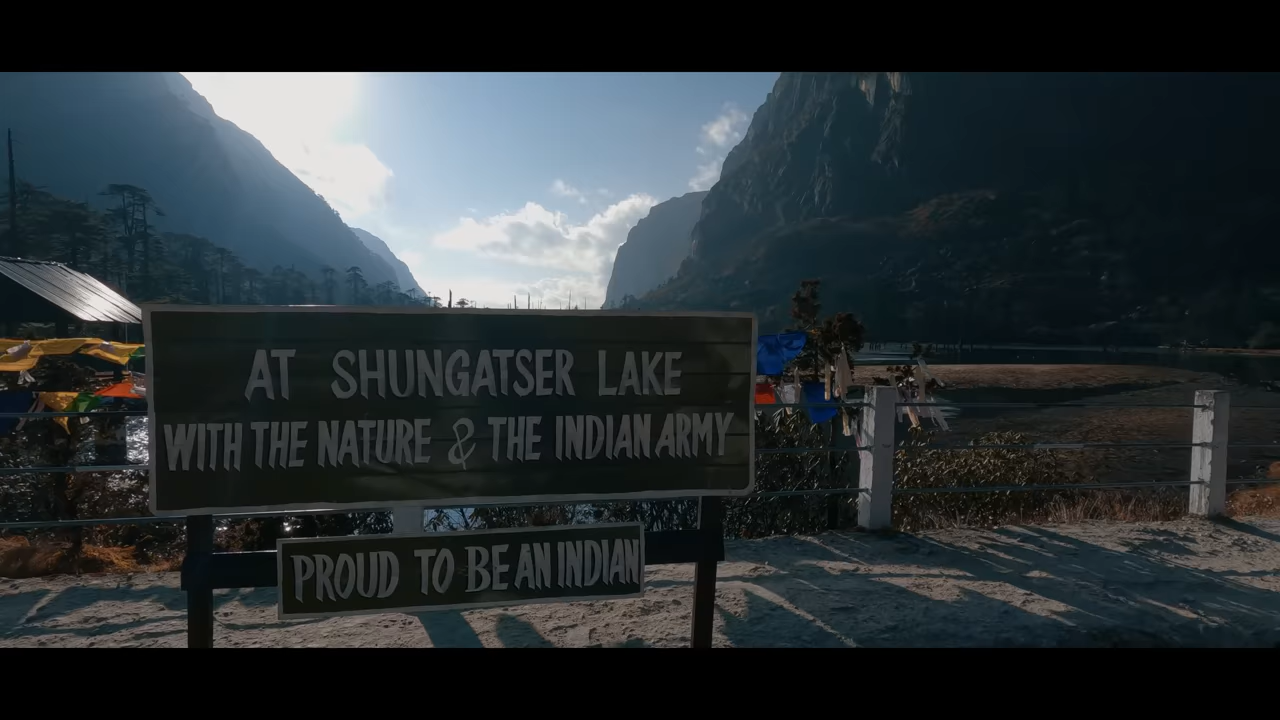 AT SHUNGATSER LAKE
WITH THE NATURE & THE INDIAN ARMY
PROUD TO BE AN INDIAN